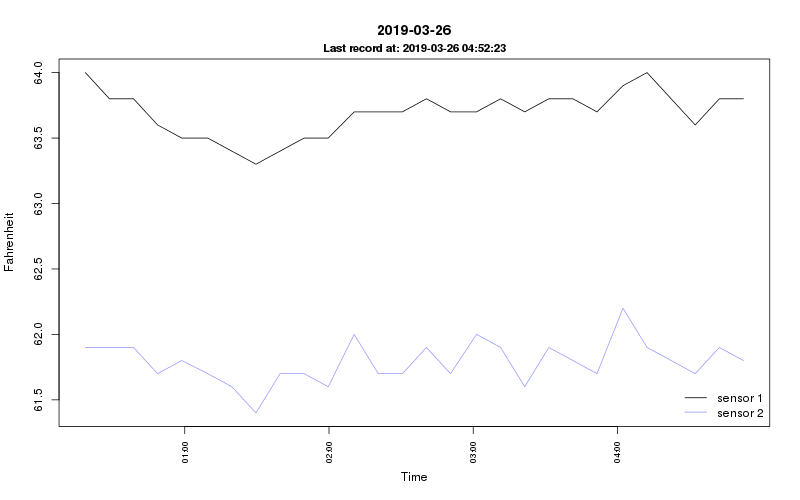 2019-03-26
Last record at: 2019-03-26 04:52:23
Fahrenheit
64.0
63.5
63.0
62.5
62.0
61.5
sensor 1
sensor 2
01:00
02:00
03:00
04:00
Time